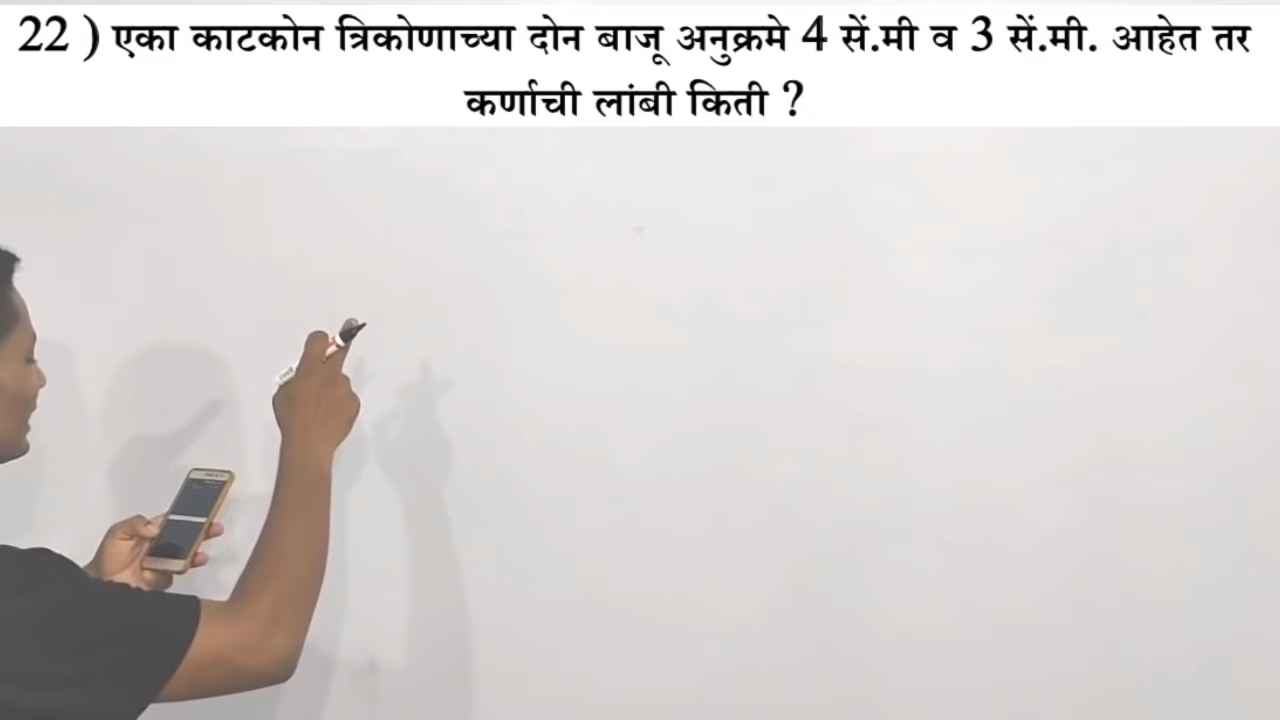 22 ) एका काटकोन त्रिकोणाच्या दोन बाजू अनुक्रमे 4 सें.मी व 3 सें.मी. आहेत तर
कर्णाची लांबी किती ?